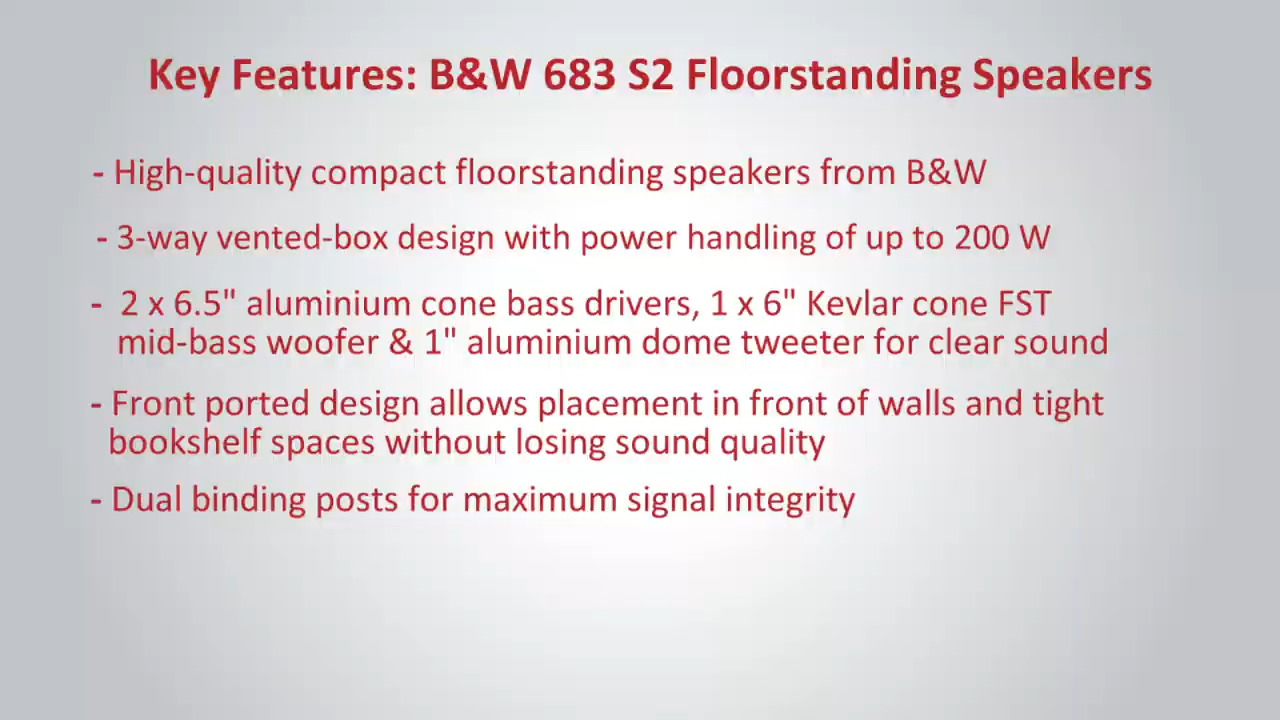 Key Features: B&W 683 S2 Floorstanding Speakers
- High-quality compact floorstanding speakers from B&W
- 3-way vented-box design with power handling of up to 200 W
- 2 x 6.5" aluminium cone bass drivers, 1 x 6" Kevlar cone FST
mid-bass woofer & 1" aluminium dome tweeter for clear sound
- Front ported design allows placement in front of walls and tight
bookshelf spaces without losing sound quality
- Dual binding posts for maximum signal integrity